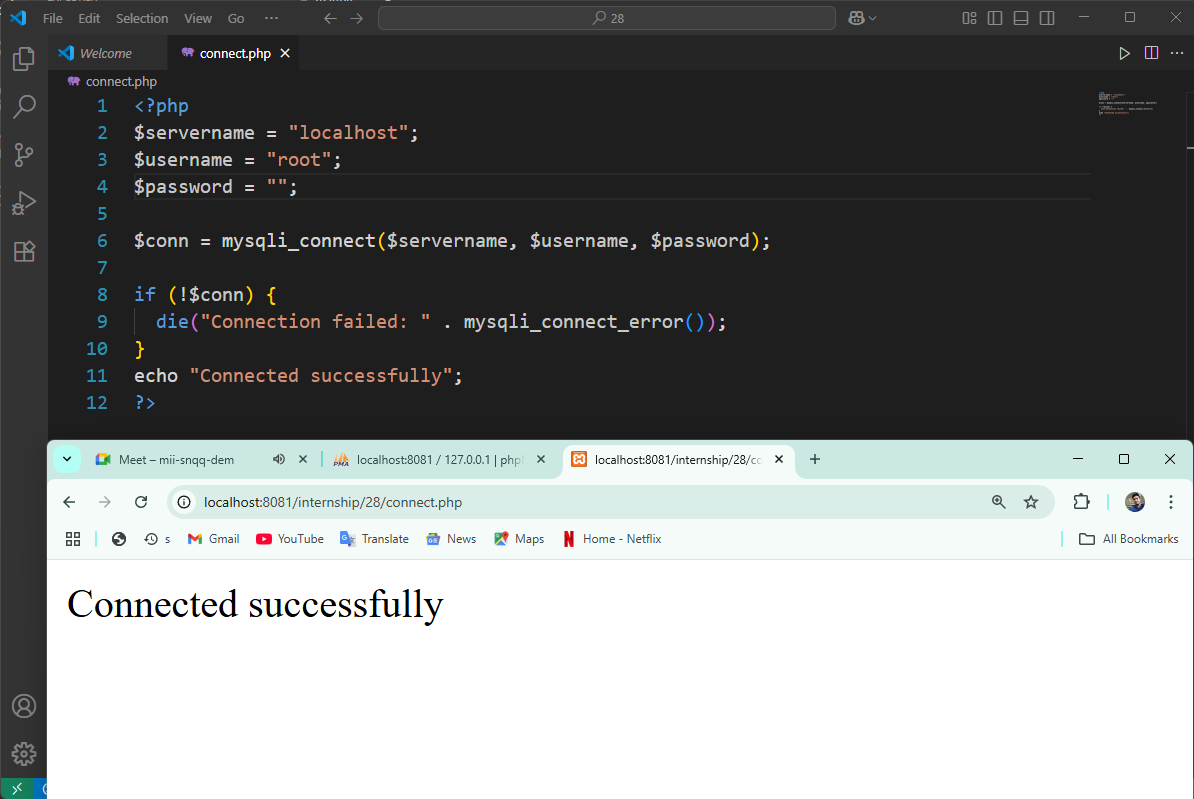 File Edit Selection View Go ··· 28
Welcome connect.php
connect.php
1 <?php
2 $servername = "localhost";
3 $username = "root";
4 $password = "";
5
6 $conn = mysqli_connect($servername, $username, $password);
7
8 if (!$conn) {
9 die("Connection failed: " . mysqli_connect_error());
10 }
11 echo "Connected successfully";
12 ?>
Meet – mii-snqq-dem PMA localhost:8081 / 127.0.0.1 | php localhost:8081/internship/28/co
localhost:8081/internship/28/connect.php
s Gmail YouTube Translate News Maps Home - Netflix All Bookmarks
Connected successfully